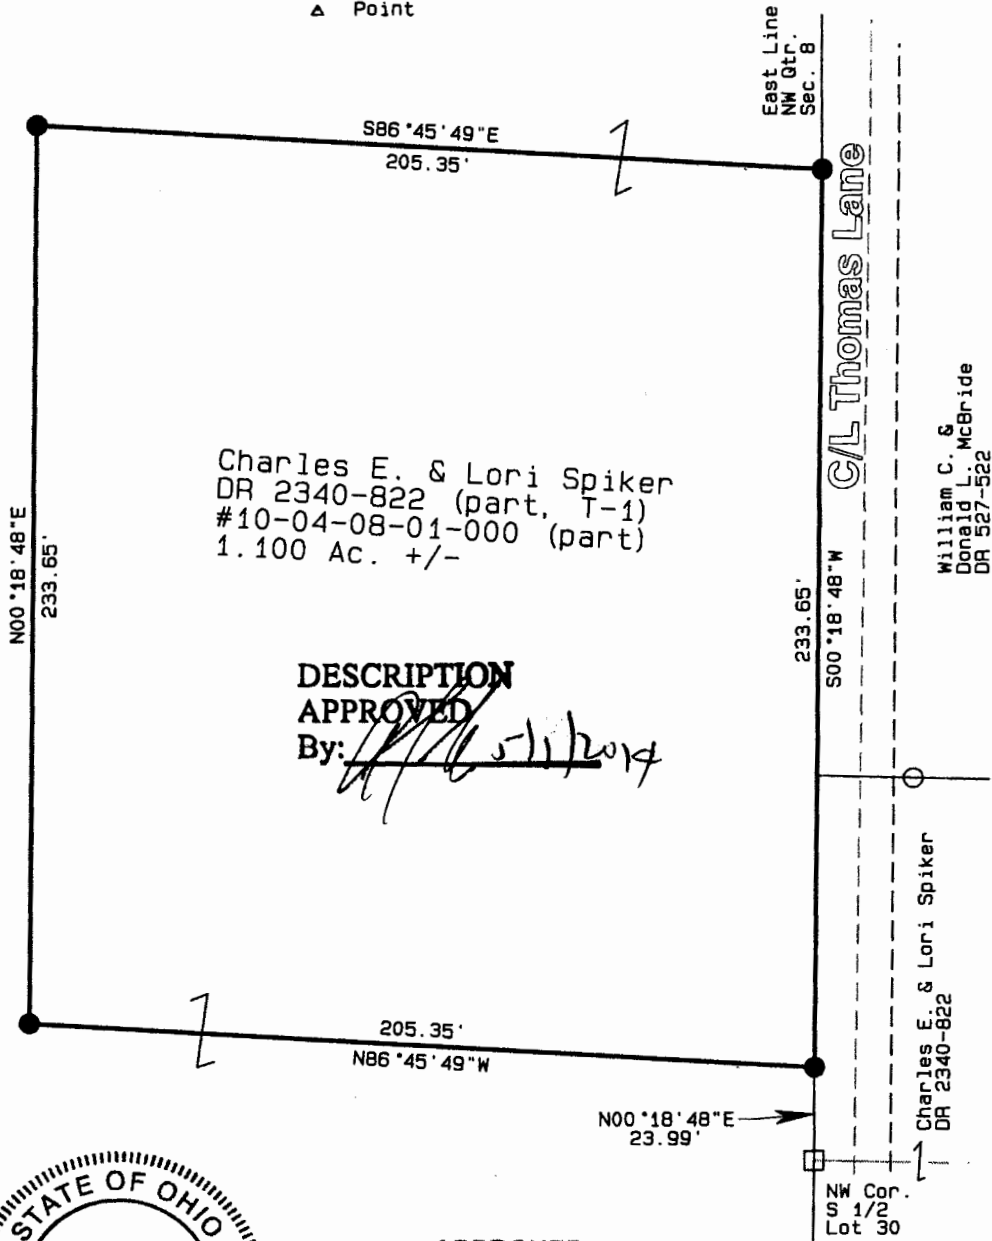 △ Point
East Line
NW Qtr.
Sec. 8
S86°45'49"E
205.35'
C/L Thomas Lane
William C. &
Donald L. McBride
DR 527-522
N00°18'48"E
233.65'
Charles E. & Lori Spiker
DR 2340-822 (part, T-1)
#10-04-08-01-000 (part)
1.100 Ac. +/-
233.65'
S00°18'48"W
DESCRIPTION
APPROVED
By: 5/1/2014
Charles E. & Lori Spiker
DR 2340-822
205.35'
N86°45'49"W
N00°18'48"E
23.99'
NW Cor.
S 1/2
Lot 30
STATE OF OHIO